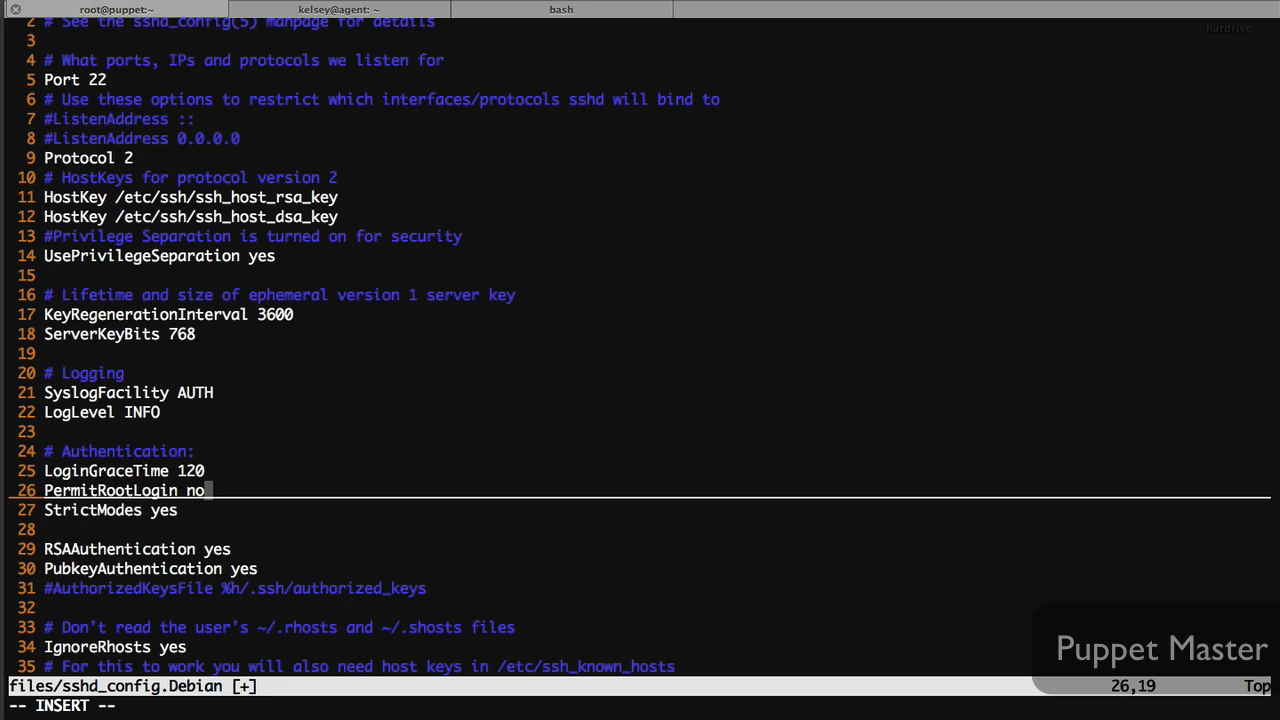 root@puppet:~
kelsey@agent: ~
bash
hardrive
2 # See the sshd_config(5) manpage for details
3
4 # What ports, IPs and protocols we listen for
5 Port 22
6 # Use these options to restrict which interfaces/protocols sshd will bind to
7 #ListenAddress ::
8 #ListenAddress 0.0.0.0
9 Protocol 2
10 # HostKeys for protocol version 2
11 HostKey /etc/ssh/ssh_host_rsa_key
12 HostKey /etc/ssh/ssh_host_dsa_key
13 #Privilege Separation is turned on for security
14 UsePrivilegeSeparation yes
15
16 # Lifetime and size of ephemeral version 1 server key
17 KeyRegenerationInterval 3600
18 ServerKeyBits 768
19
20 # Logging
21 SyslogFacility AUTH
22 LogLevel INFO
23
24 # Authentication:
25 LoginGraceTime 120
26 PermitRootLogin no
27 StrictModes yes
28
29 RSAAuthentication yes
30 PubkeyAuthentication yes
31 #AuthorizedKeysFile %h/.ssh/authorized_keys
32
33 # Don't read the user's ~/.rhosts and ~/.shosts files
34 IgnoreRhosts yes
35 # For this to work you will also need host keys in /etc/ssh_known_hosts
Puppet Master
files/sshd_config.Debian [+] 26,19 Top
-- INSERT --